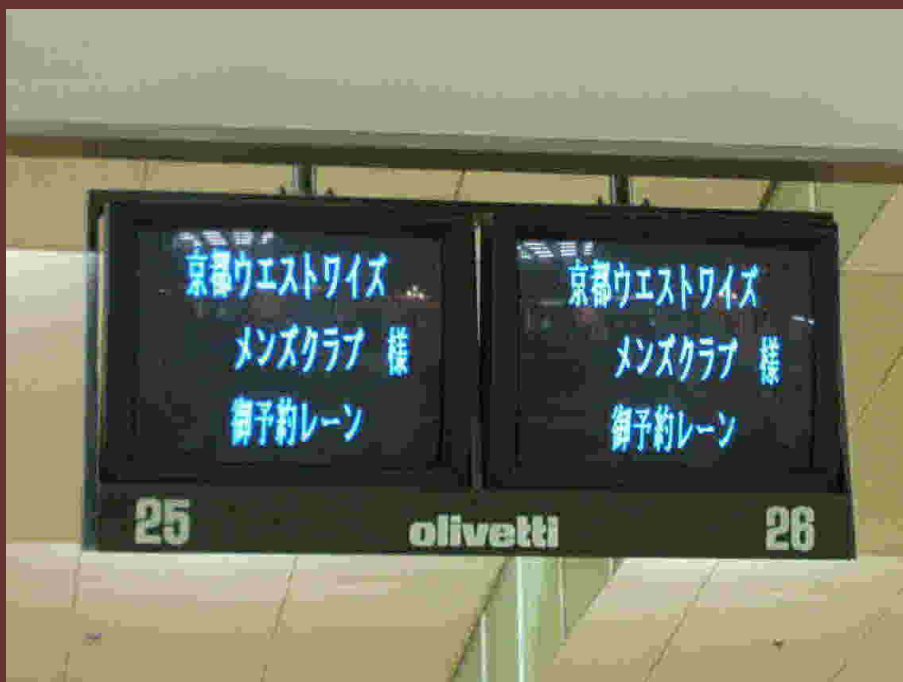 京都ウエストワイズ
メンズクラブ 様
御予約レーン
京都ウエストワイズ
メンズクラブ 様
御予約レーン
25
olivetti
26